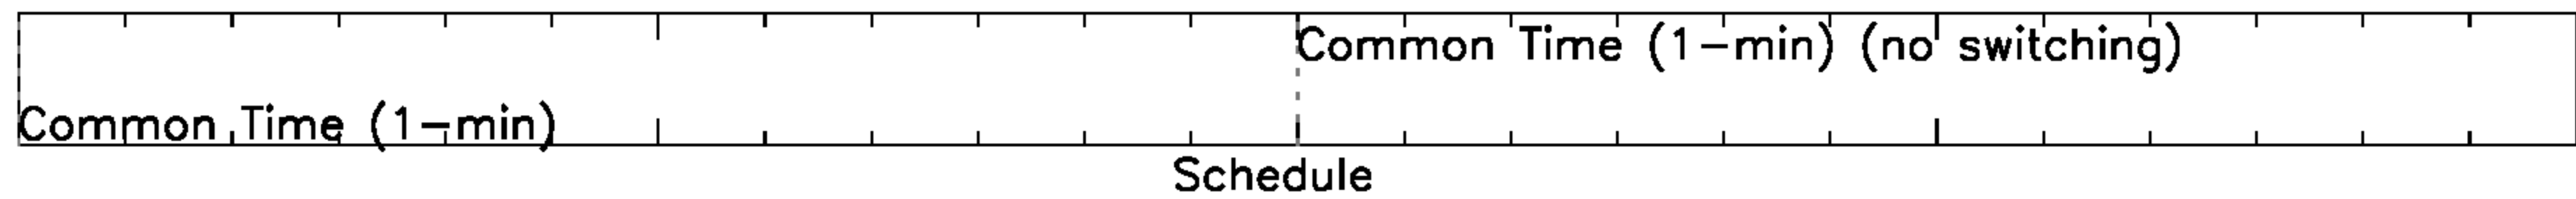 Common Time (1-min) (no switching)
Common Time (1-min)
Schedule